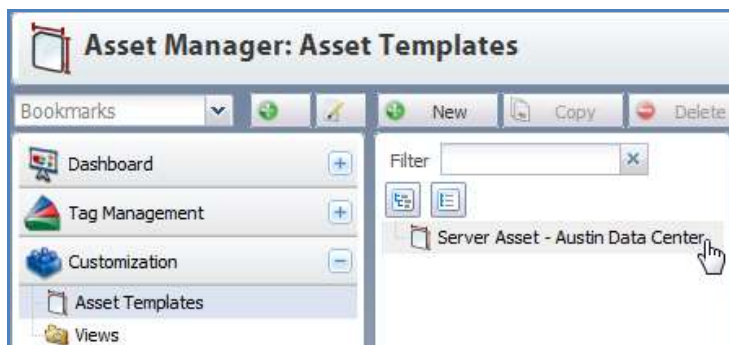 Asset Manager: Asset Templates
Bookmarks
New Copy Delete
Dashboard
Tag Management
Customization
Asset Templates
Views
Filter
Server Asset - Austin Data Center